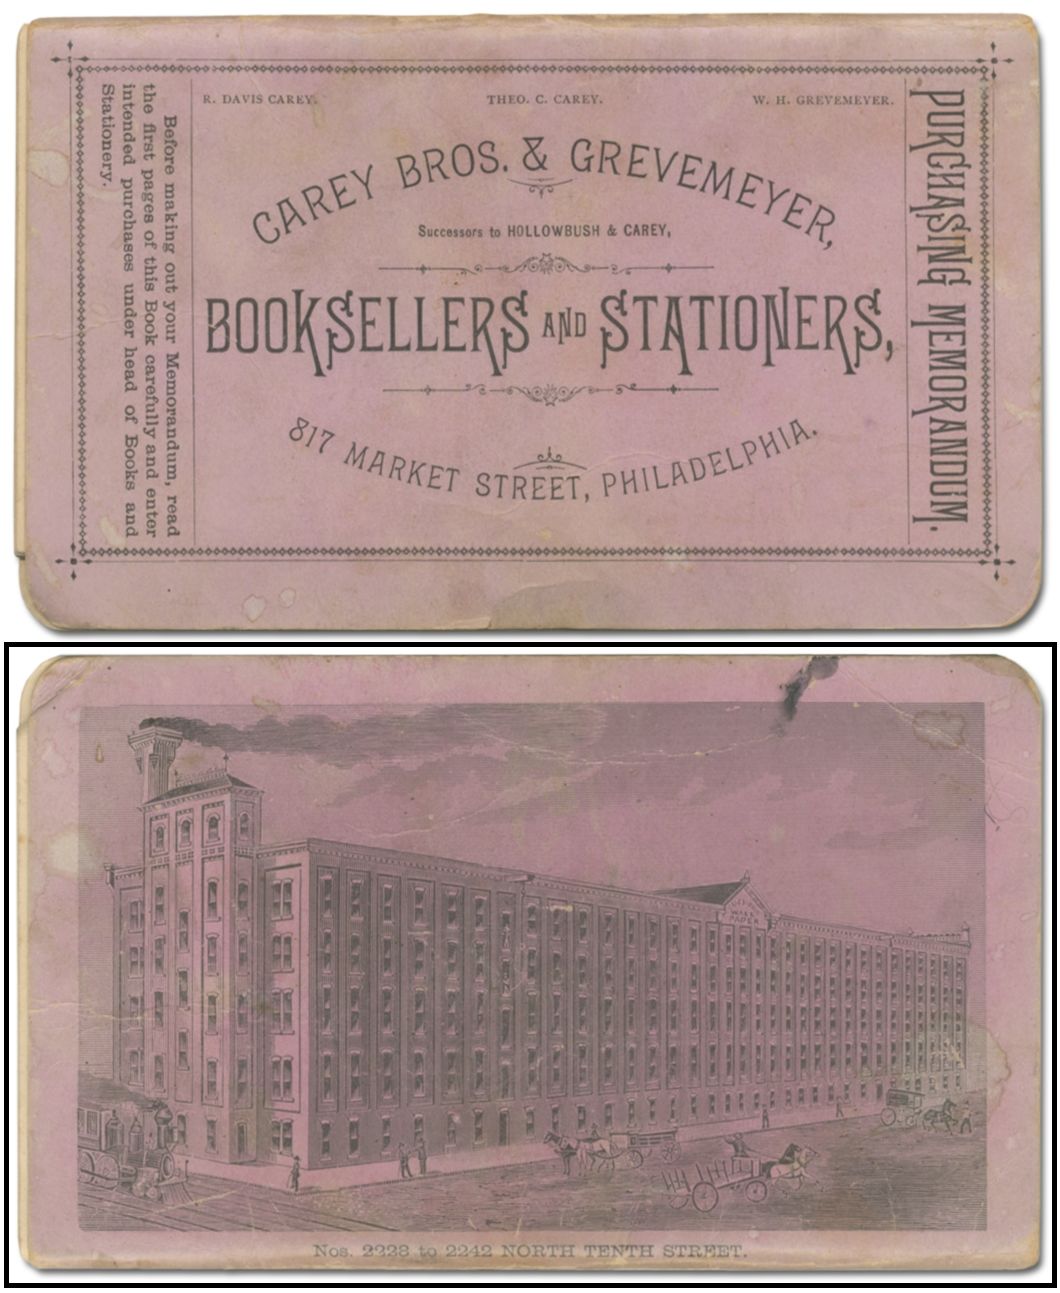 R. DAVIS CAREY. THEO. C. CAREY. W. H. GREVEMEYER.
CAREY BROS. & GREVEMEYER,
Successors to HOLLOWBUSH & CAREY,
BOOKSELLERS AND STATIONERS,
817 MARKET STREET, PHILADELPHIA.
PURCHASING MEMORANDUM.
Before making out your Memorandum, read
the first pages of this Book carefully and enter
intended purchases under head of Books and
Stationery.
WALL
PAPER
Nos. 2228 to 2242 NORTH TENTH STREET.